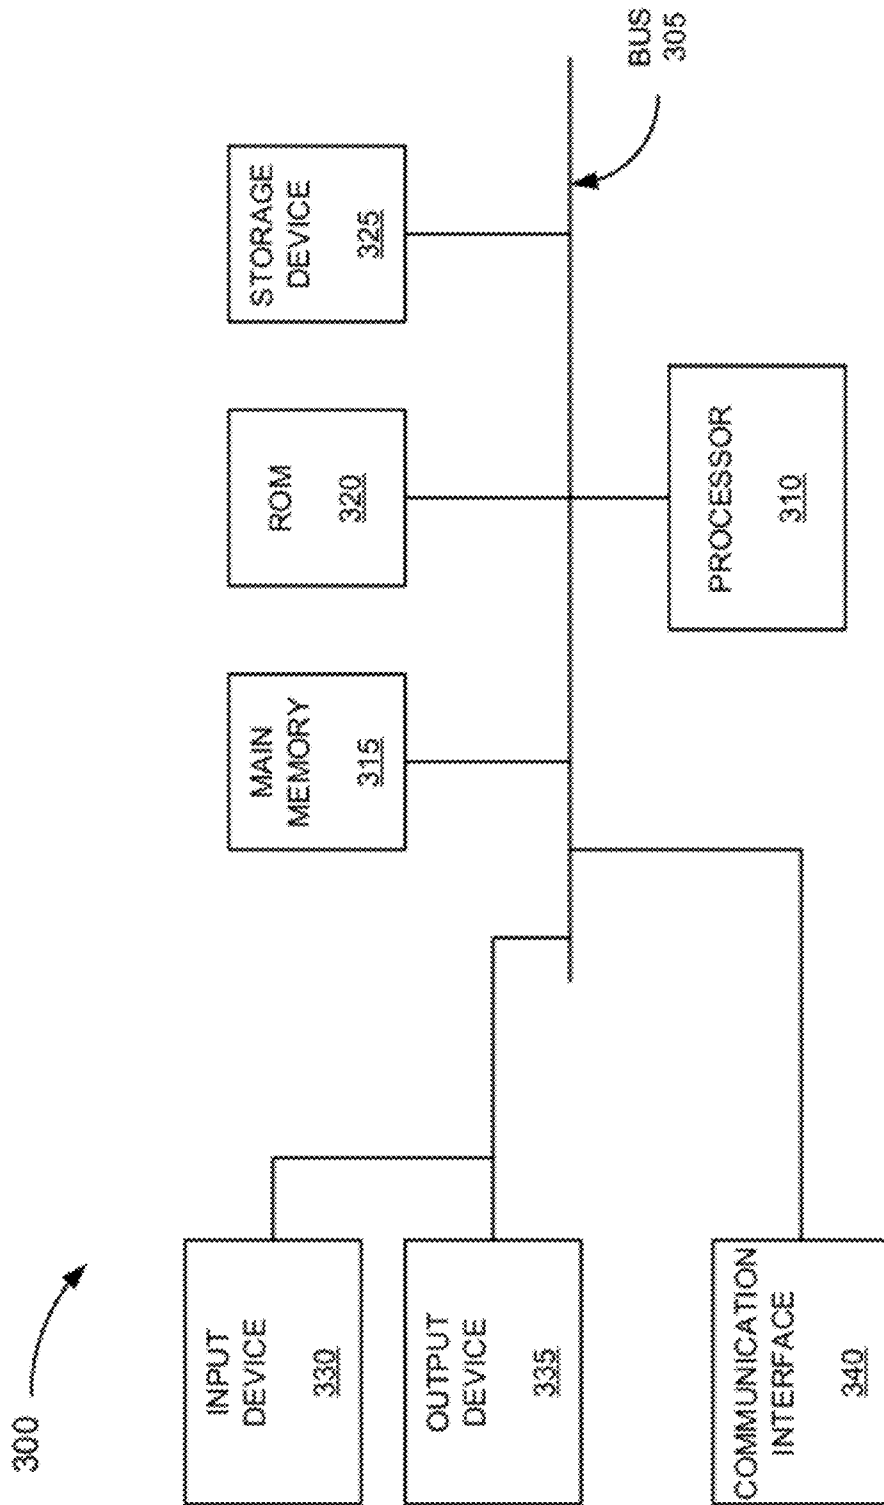 300
INPUT
DEVICE
330
OUTPUT
DEVICE
335
COMMUNICATION
INTERFACE
340
MAIN
MEMORY
315
ROM
320
STORAGE
DEVICE
325
PROCESSOR
310
BUS
305